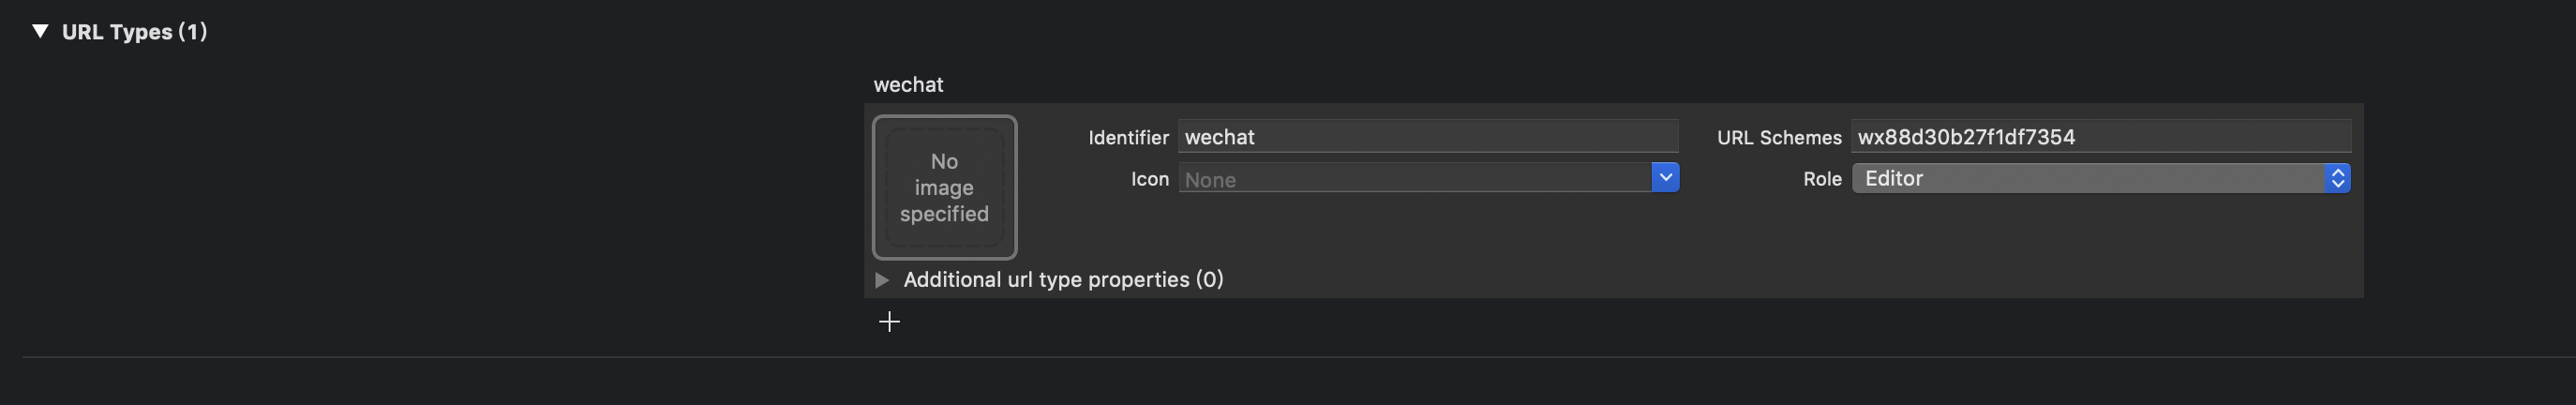 URL Types (1)
wechat
No
image
specified
Identifier wechat
URL Schemes wx88d30b27f1df7354
Icon None
Role Editor
Additional url type properties (0)